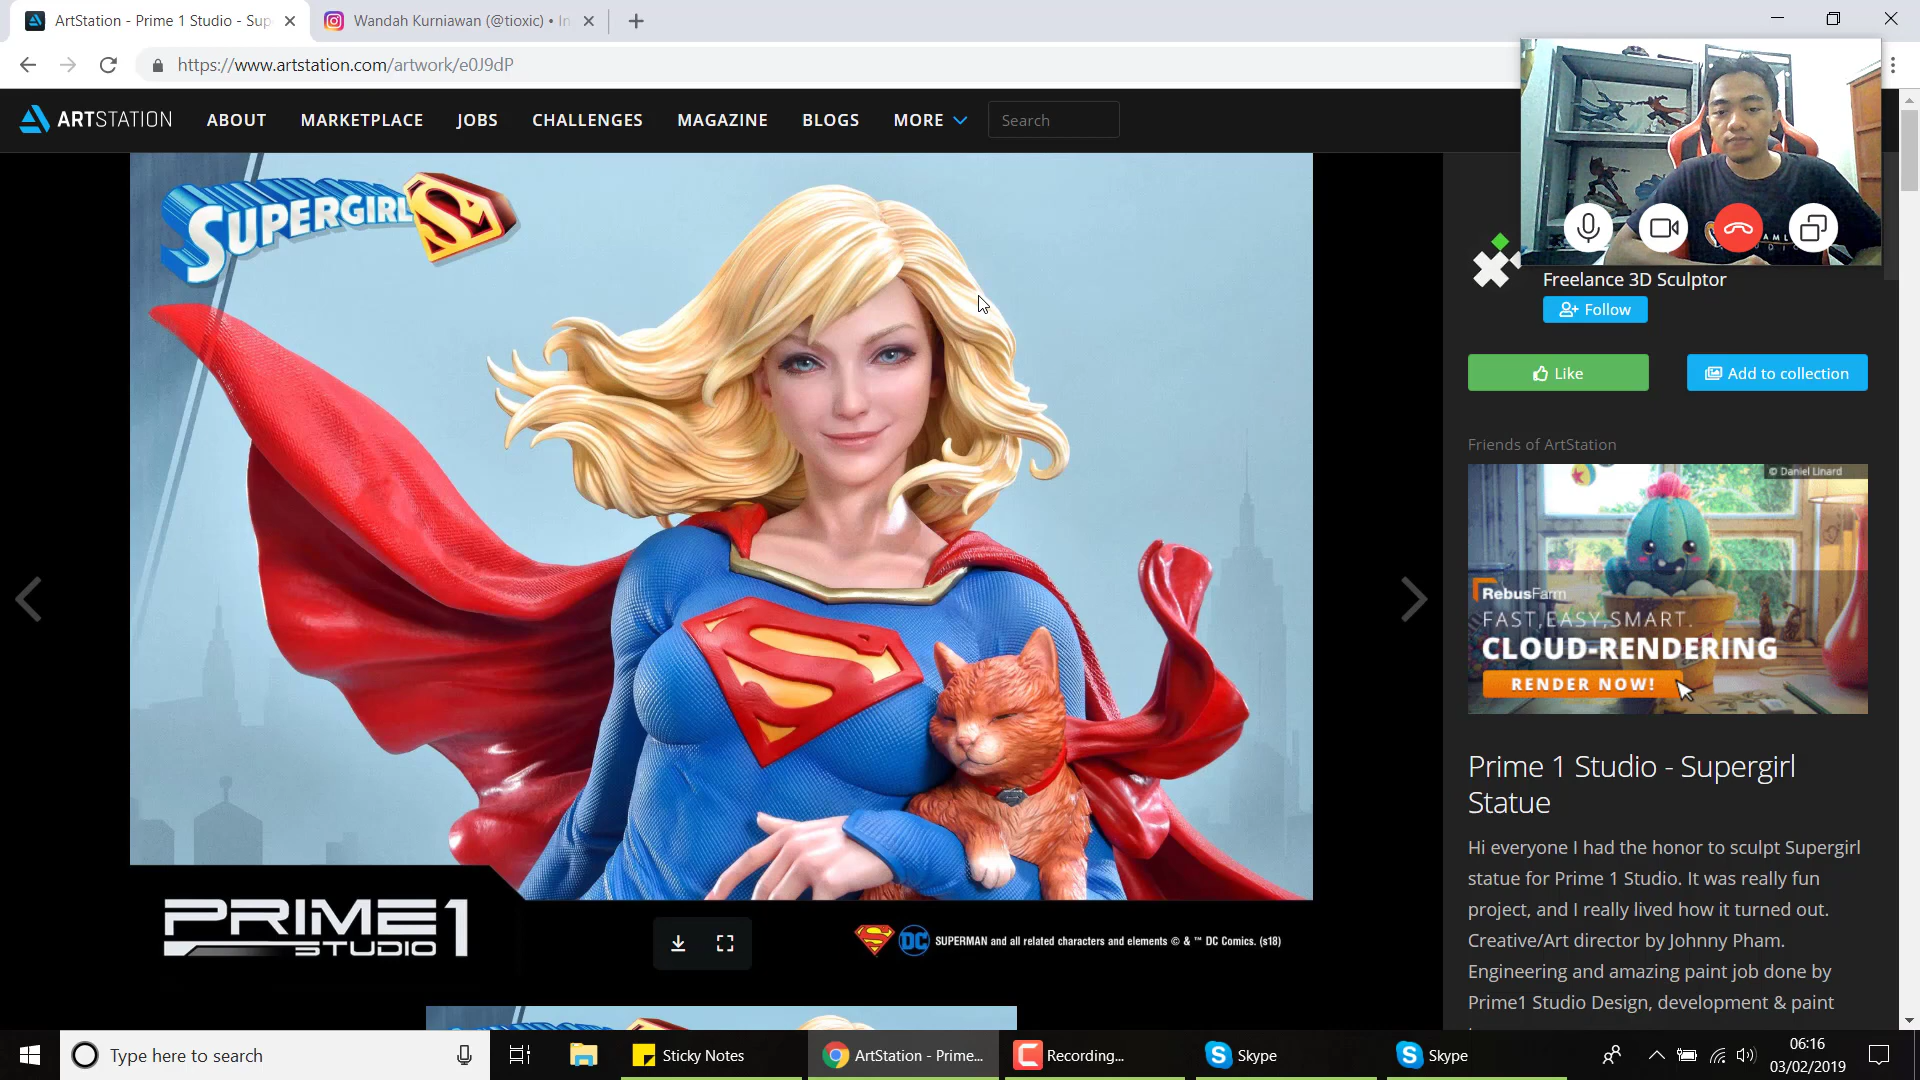 ArtStation - Prime 1 Studio - Sup
Wandah Kurniawan (@tioxic) • In
https://www.artstation.com/artwork/e0J9dP
ARTSTATION
ABOUT
MARKETPLACE
JOBS
CHALLENGES
MAGAZINE
BLOGS
MORE
Search
SUPERGIRL
S
Freelance 3D Sculptor
Follow
Like
Add to collection
Friends of ArtStation
© Daniel Linard
RebusFarm
FAST,EASY,SMART.
CLOUD-RENDERING
RENDER NOW!
Prime 1 Studio - Supergirl
Statue
Hi everyone I had the honor to sculpt Supergirl
statue for Prime 1 Studio. It was really fun
project, and I really lived how it turned out.
Creative/Art director by Johnny Pham.
Engineering and amazing paint job done by
Prime1 Studio Design, development & paint
PRIME 1
STUDIO
DC
SUPERMAN and all related characters and elements © & ™ DC Comics. (s18)
Type here to search
Sticky Notes
ArtStation - Prime...
Recording...
Skype
Skype
06:16
03/02/2019